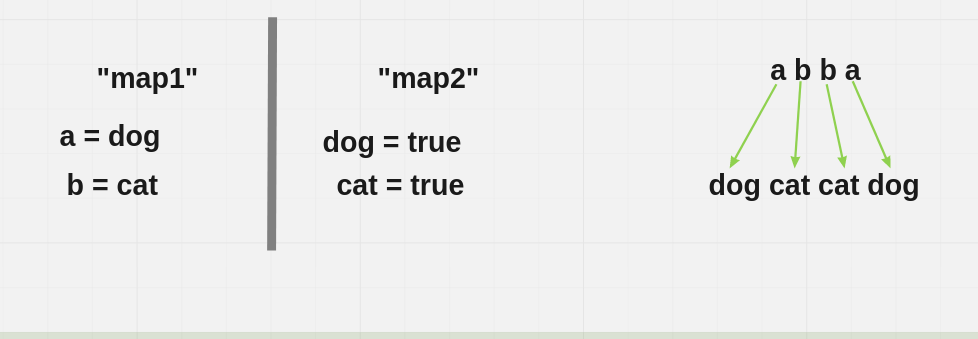 "map1"
a = dog
b = cat
"map2"
dog = true
cat = true
a b b a
dog cat cat dog